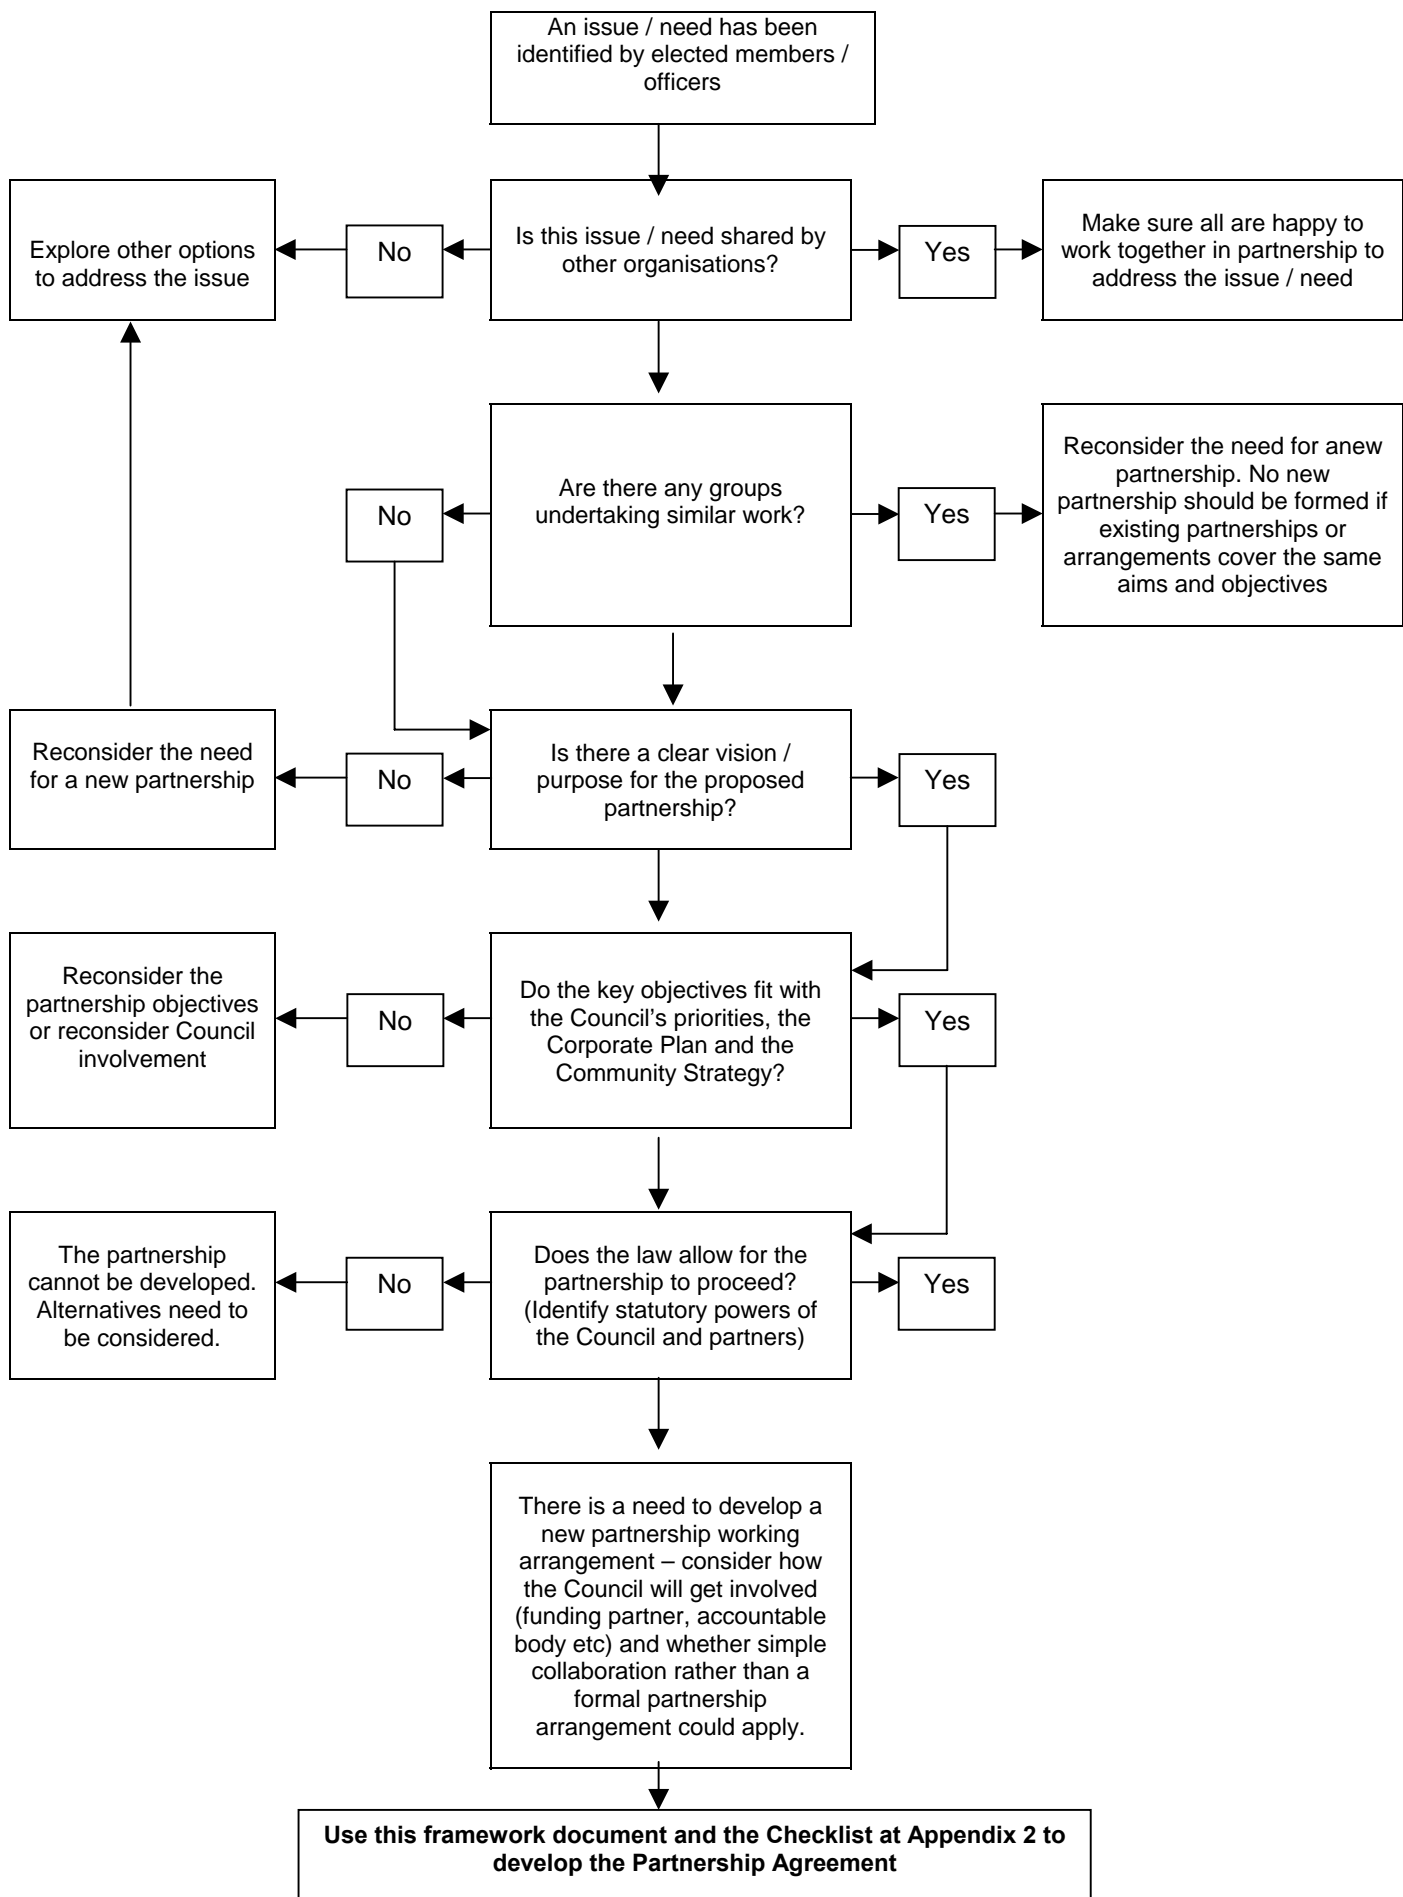 An issue / need has been
identified by elected members /
officers
Explore other options
to address the issue
No
Is this issue / need shared by
other organisations?
Yes
Make sure all are happy to
work together in partnership to
address the issue / need
No
Are there any groups
undertaking similar work?
Yes
Reconsider the need for anew
partnership. No new
partnership should be formed if
existing partnerships or
arrangements cover the same
aims and objectives
Reconsider the need
for a new partnership
No
Is there a clear vision /
purpose for the proposed
partnership?
Yes
Reconsider the
partnership objectives
or reconsider Council
involvement
No
Do the key objectives fit with
the Council’s priorities, the
Corporate Plan and the
Community Strategy?
Yes
The partnership
cannot be developed.
Alternatives need to
be considered.
No
Does the law allow for the
partnership to proceed?
(Identify statutory powers of
the Council and partners)
Yes
There is a need to develop a
new partnership working
arrangement – consider how
the Council will get involved
(funding partner, accountable
body etc) and whether simple
collaboration rather than a
formal partnership
arrangement could apply.
Use this framework document and the Checklist at Appendix 2 to
develop the Partnership Agreement